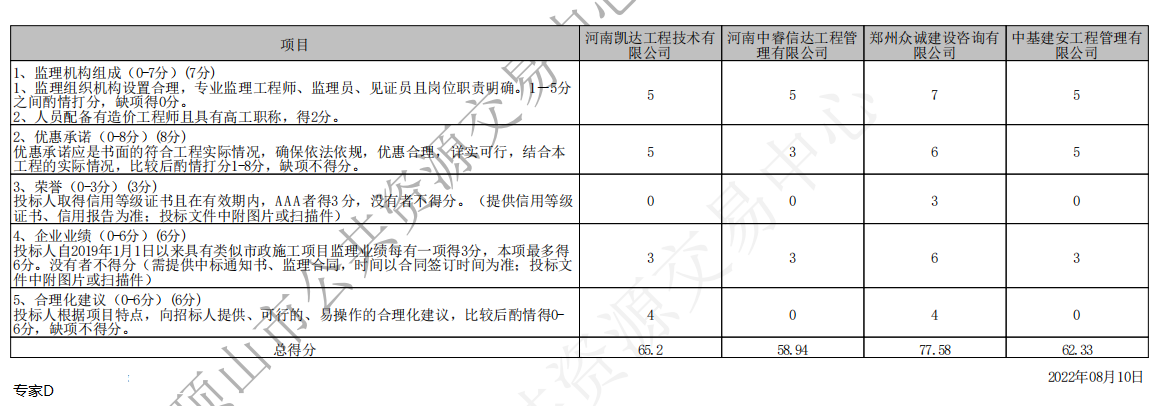 项目
河南凯达工程技术有
限公司
河南中睿信达工程管
理有限公司
郑州众诚建设咨询有
限公司
中基建安工程管理有
限公司
1、监理机构组成（0-7分）(7分)
1、监理组织机构设置合理，专业监理工程师、监理员、见证员且岗位职责明确。1—5分
之间酌情打分，缺项得0分。
2、人员配备有造价工程师且具有高工职称，得2分。
5
5
7
5
2、优惠承诺（0-8分）(8分)
优惠承诺应是书面的符合工程实际情况，确保依法依规，优惠合理，详实可行，结合本
工程的实际情况，比较后酌情打分1-8分，缺项不得分。
5
3
6
5
3、荣誉（0-3分）(3分)
投标人取得信用等级证书且在有效期内，AAA者得3 分，没有者不得分。（提供信用等级
证书、信用报告为准；投标文件中附图片或扫描件）
0
0
3
0
4、企业业绩（0-6分）(6分)
投标人自2019年1月1日以来具有类似市政施工项目监理业绩每有一项得3分，本项最多得
6分。没有者不得分（需提供中标通知书、监理合同，时间以合同签订时间为准；投标文
件中附图片或扫描件）
3
3
6
3
5、合理化建议（0-6分）(6分)
投标人根据项目特点，向招标人提供、可行的、易操作的合理化建议，比较后酌情得0-
6分，缺项不得分。
4
0
4
0
总得分
65.2
58.94
77.58
62.33
2022年08月10日
专家D
顶山市公共资源交易中心
资源交易中心